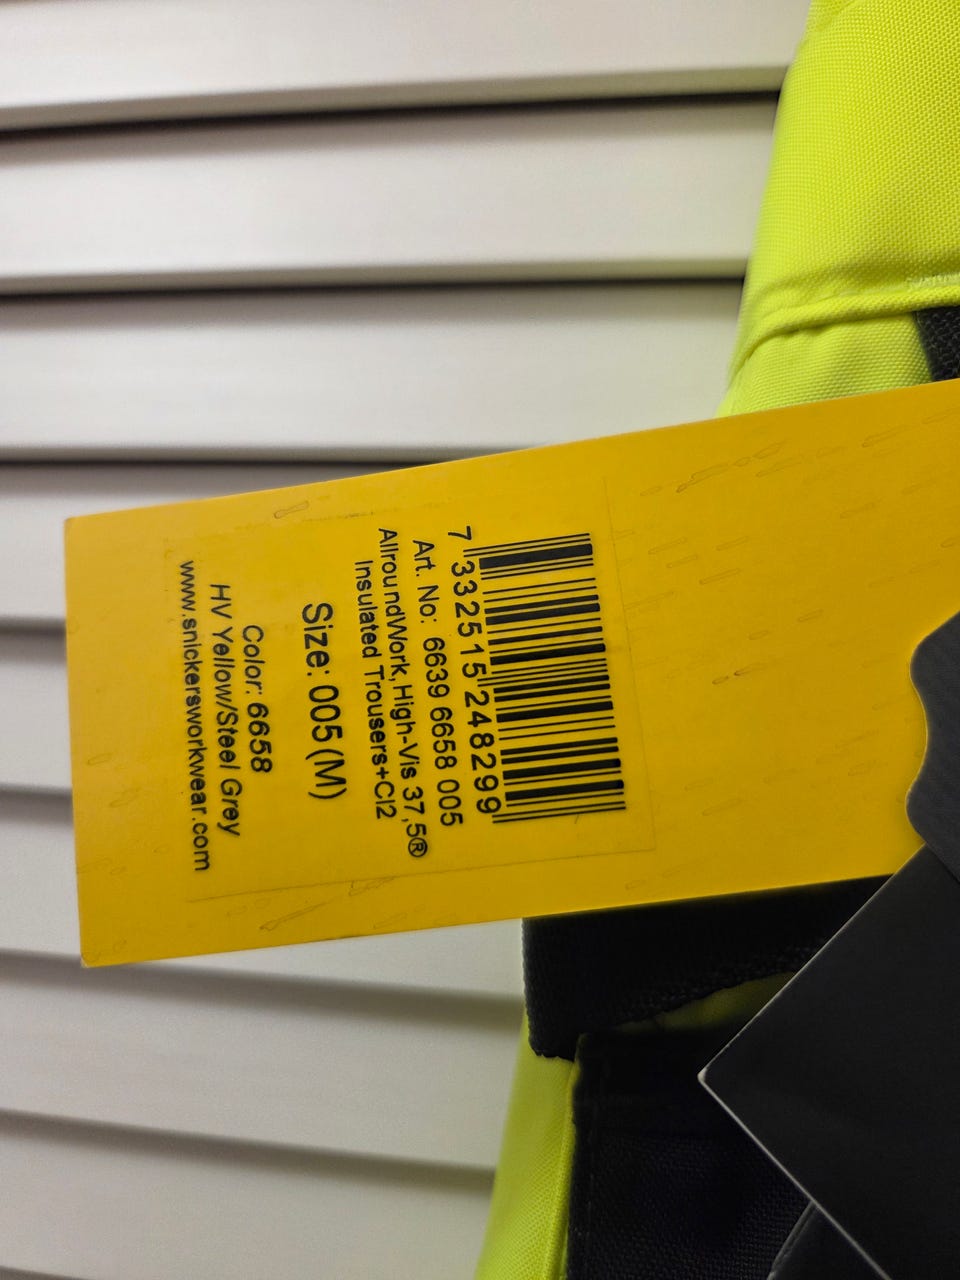 7 332515 248299
Art. No: 6639 6658 005
AllroundWork, High-Vis 37,5®
Insulated Trousers+Cl2
Size: 005 (M)
Color: 6658
HV Yellow/Steel Grey
www.snickersworkwear.com